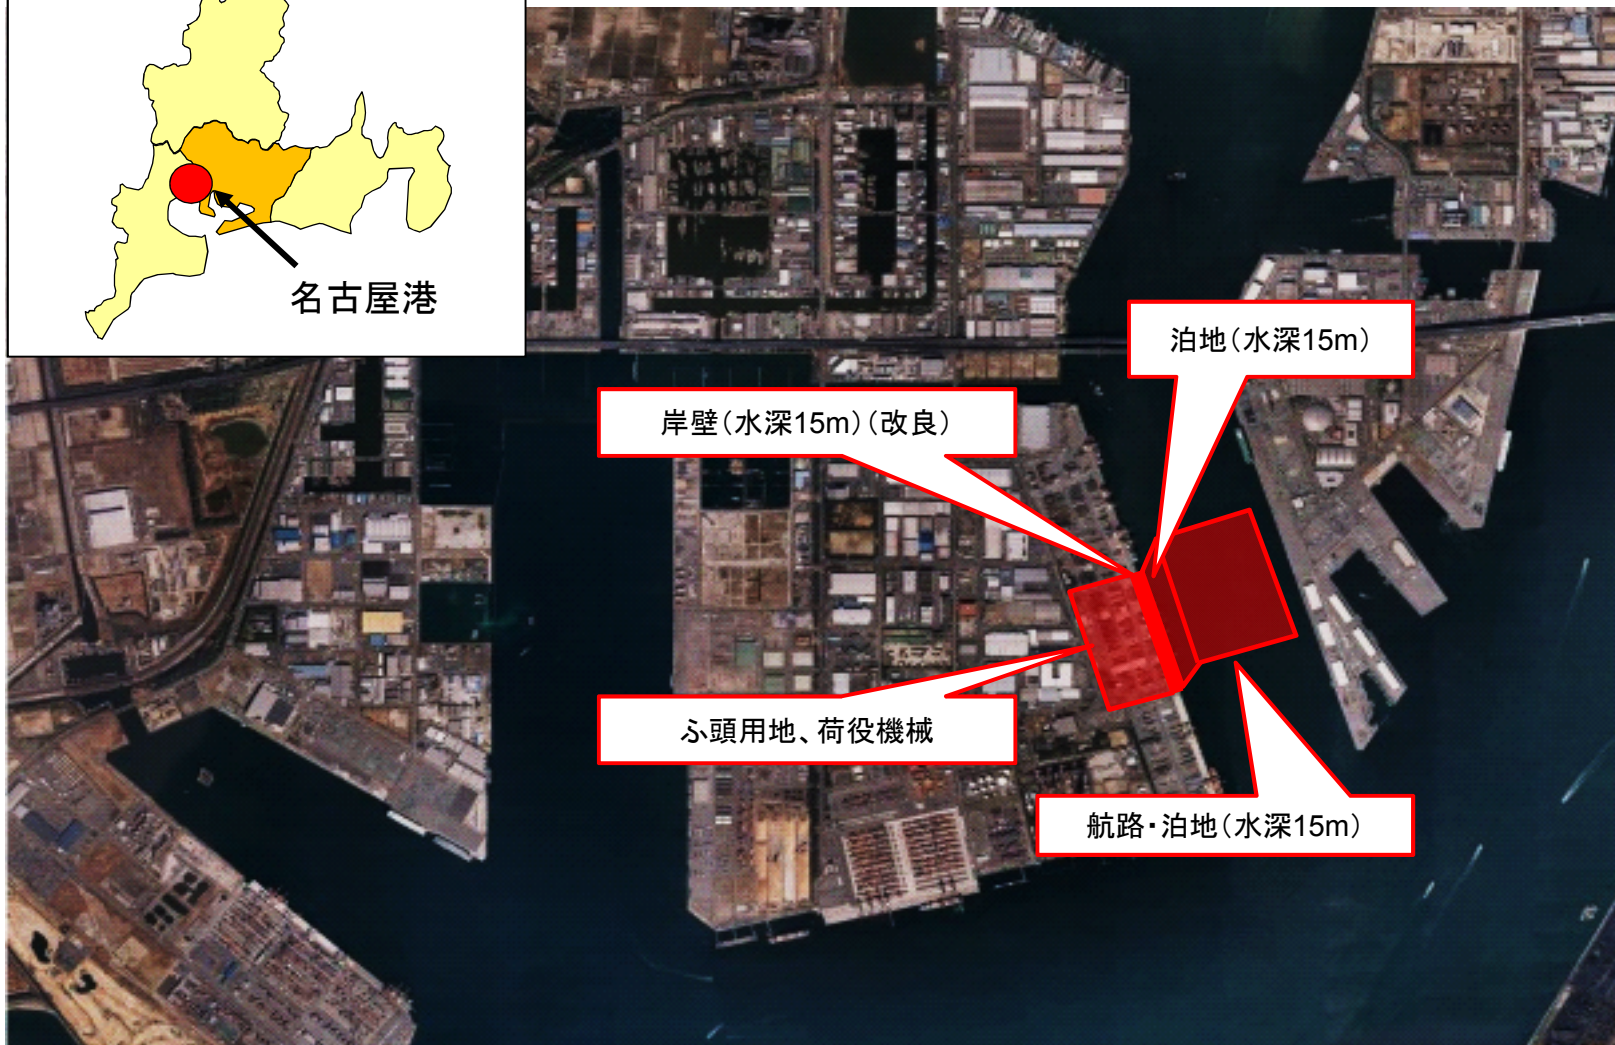 名古屋港
泊地（水深15m）
岸壁（水深15m）（改良）
ふ頭用地、荷役機械
航路・泊地（水深15m）